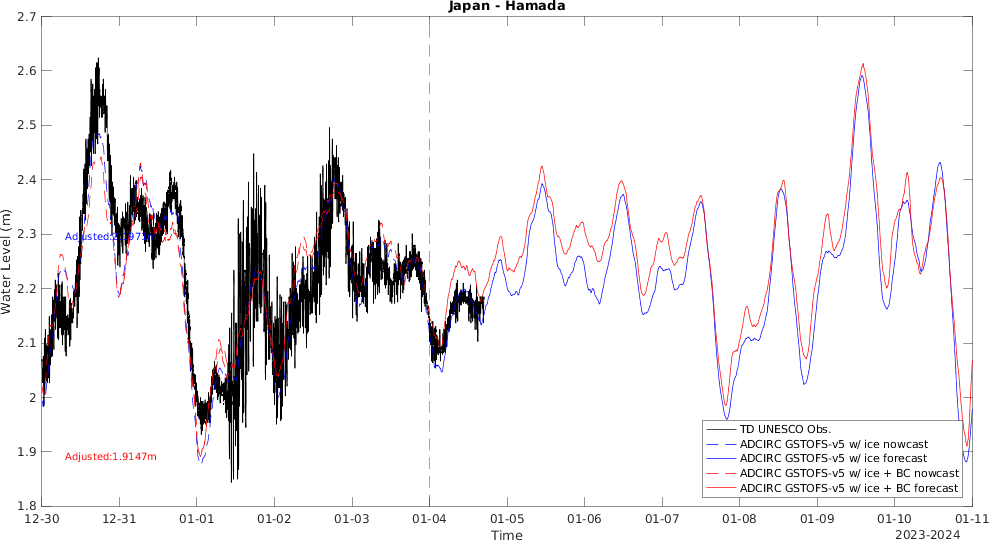 Japan - Hamada
2.7
2.6
2.5
2.4
2.3
2.2
2.1
2
1.9
1.8
Water Level (m)
Adjusted:1.9147m
TD UNESCO Obs.
ADCIRC GSTOFS-v5 w/ ice nowcast
ADCIRC GSTOFS-v5 w/ ice forecast
ADCIRC GSTOFS-v5 w/ ice + BC nowcast
ADCIRC GSTOFS-v5 w/ ice + BC forecast
12-30 12-31 01-01 01-02 01-03 01-04 01-05 01-06 01-07 01-08 01-09 01-10 01-11
Time
2023-2024